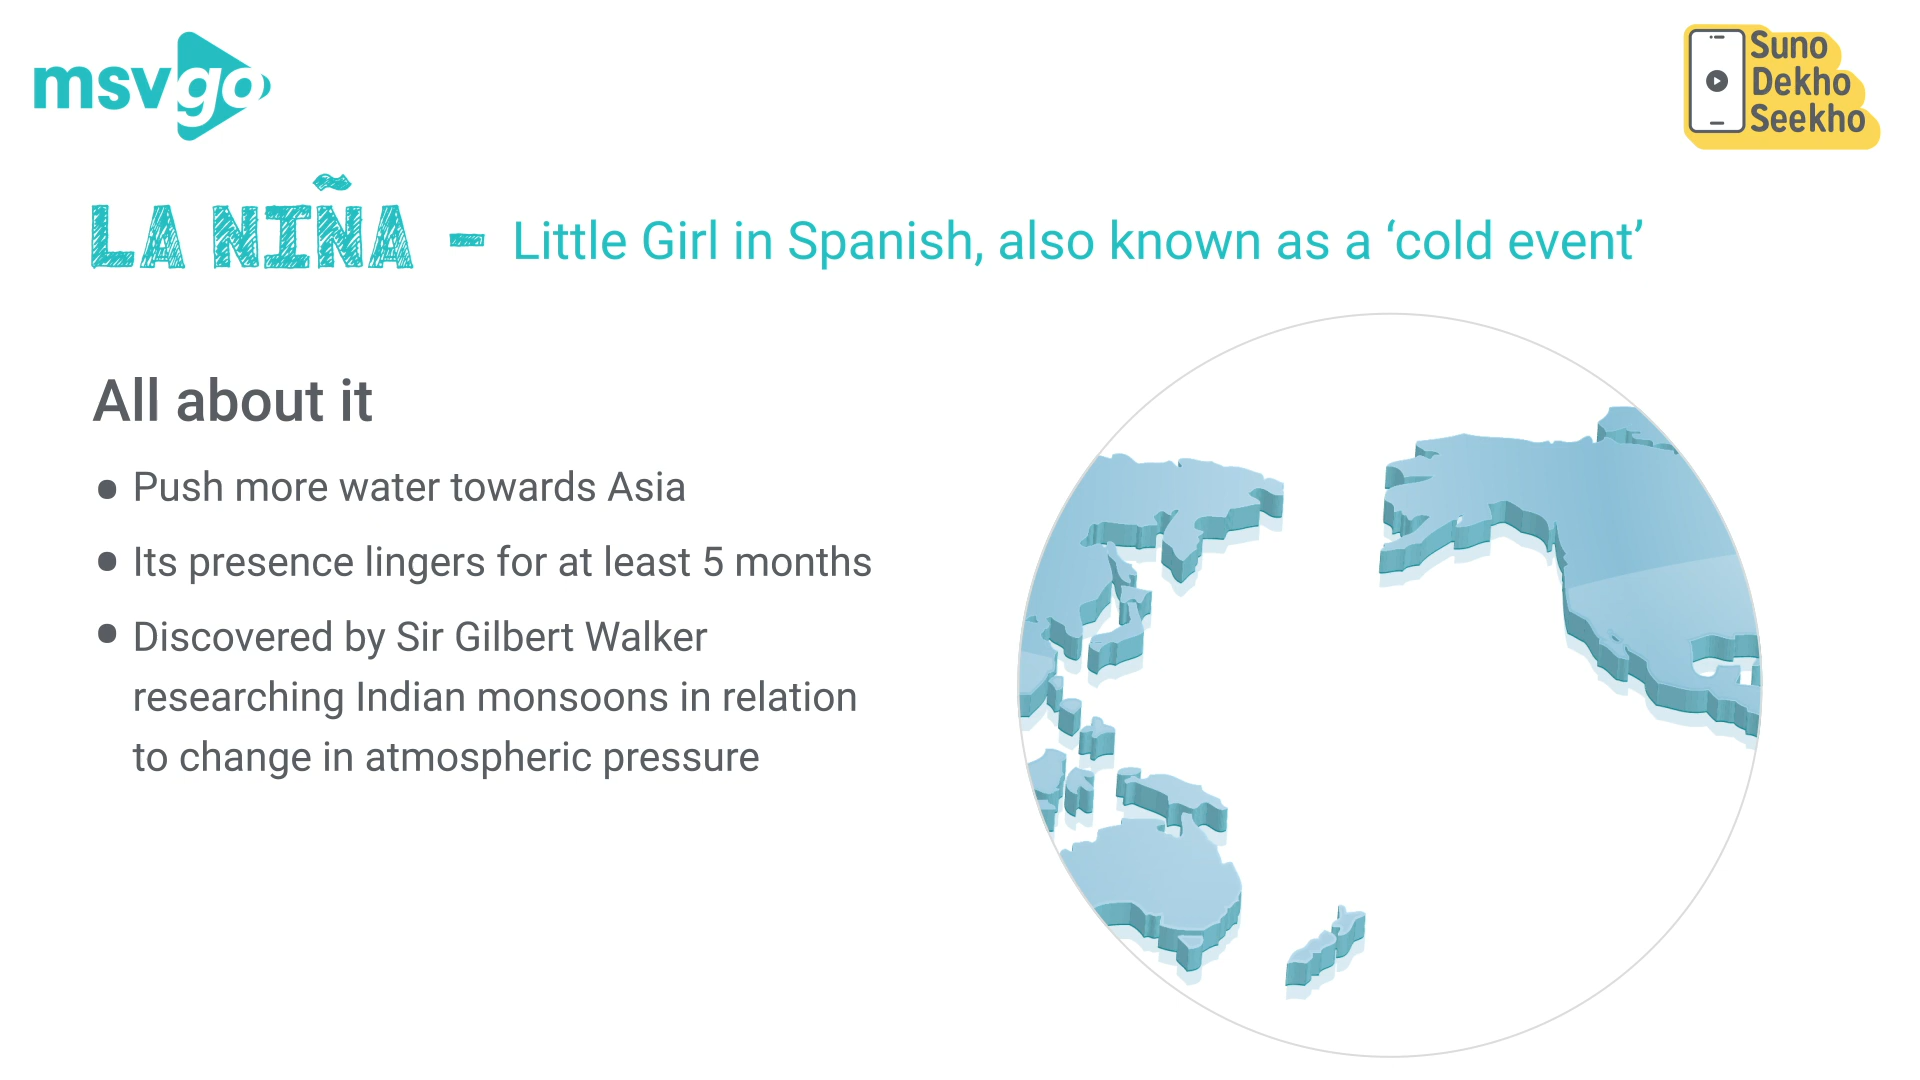 msvgo
Suno
Dekho
Seekho
LA NIÑA - Little Girl in Spanish, also known as a ‘cold event’
All about it
• Push more water towards Asia
• Its presence lingers for at least 5 months
• Discovered by Sir Gilbert Walker
researching Indian monsoons in relation
to change in atmospheric pressure